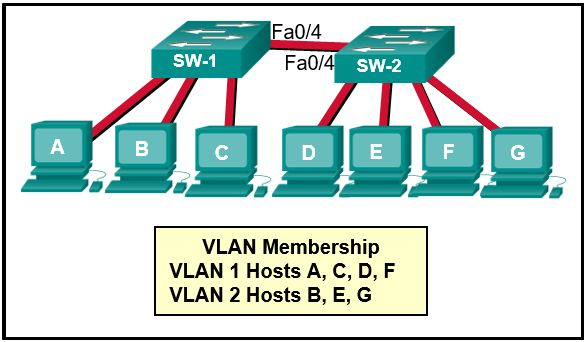 Fa0/4
SW-1
Fa0/4
SW-2
A
B
C
D
E
F
G
VLAN Membership
VLAN 1 Hosts A, C, D, F
VLAN 2 Hosts B, E, G